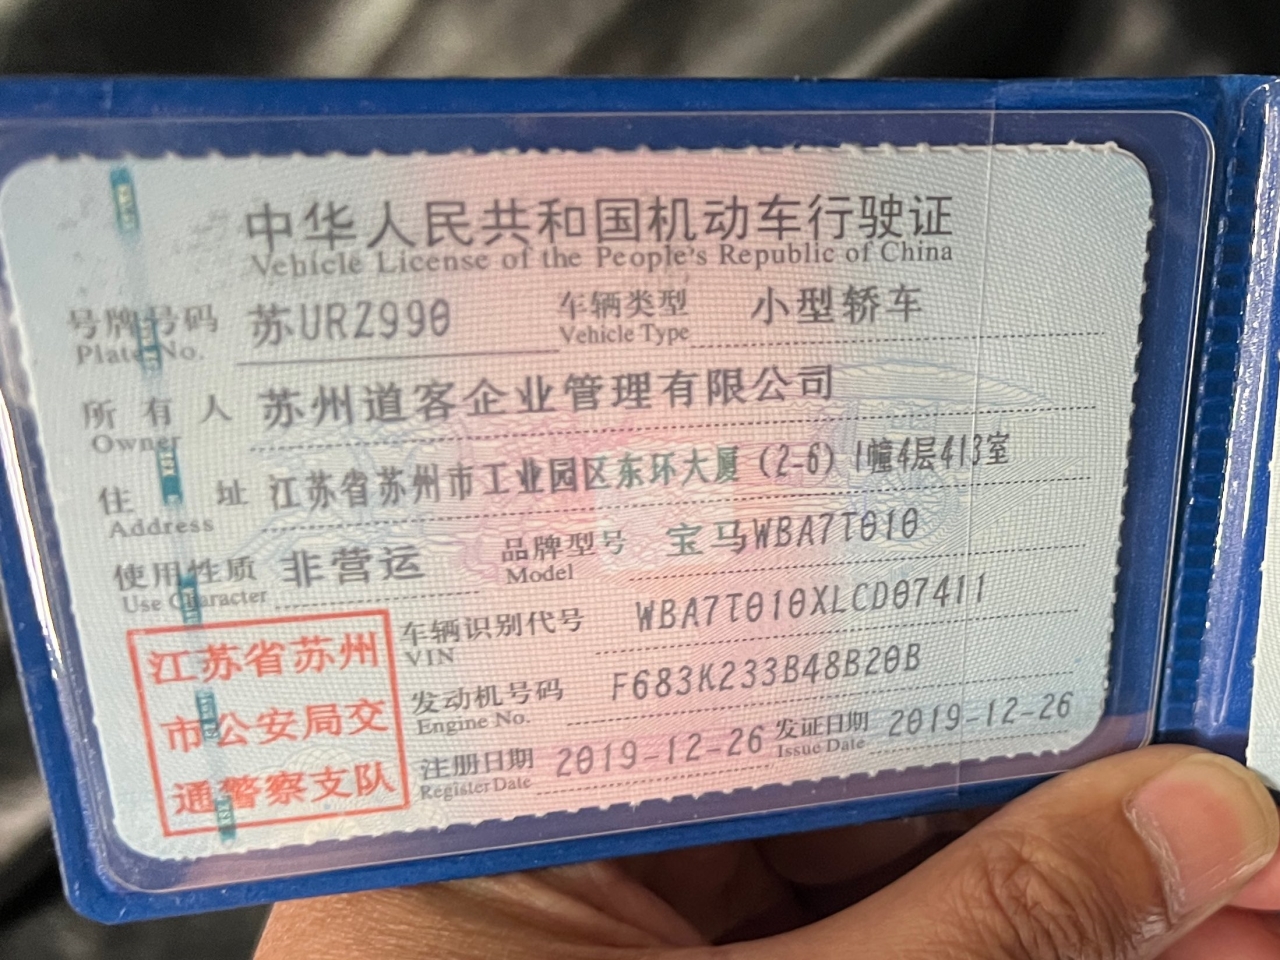 中华人民共和国机动车行驶证
Vehicle License of the People's Republic of China
号牌号码 苏URZ990 车辆类型 小型轿车
Plate No. Vehicle Type
所有人 苏州道客企业管理有限公司
Owner
住址 江苏省苏州市工业园区东环大厦(2-6)1幢4层413室
Address
使用性质 非营运 品牌型号 宝马WBA7T010
Use Character Model
车辆识别代号 WBA7T010XLCD07411
VIN
发动机号码 F683K233B48B20B
Engine No.
注册日期 2019-12-26 发证日期 2019-12-26
Register Date Issue Date
江苏省苏州
市公安局交
通警察支队